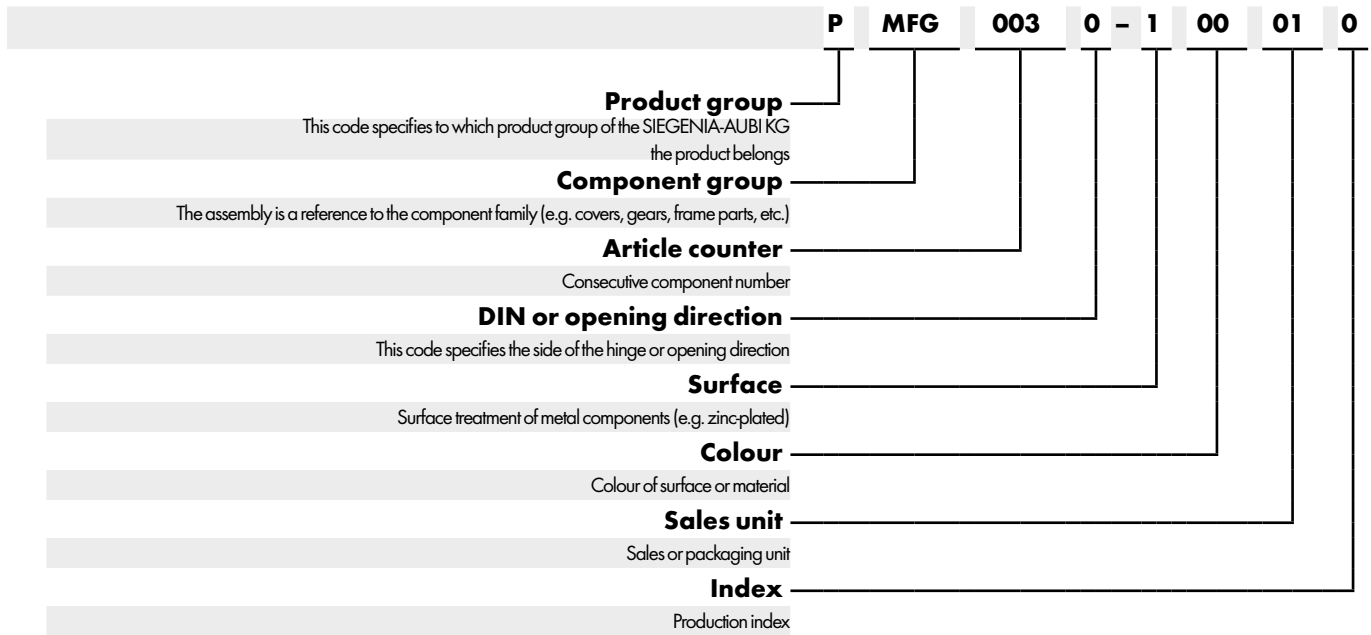 P MFG 003 0 – 1 00 01 0
Product group
This code specifies to which product group of the SIEGENIA-AUBI KG
the product belongs
Component group
The assembly is a reference to the component family (e.g. covers, gears, frame parts, etc.)
Article counter
Consecutive component number
DIN or opening direction
This code specifies the side of the hinge or opening direction
Surface
Surface treatment of metal components (e.g. zinc-plated)
Colour
Colour of surface or material
Sales unit
Sales or packaging unit
Index
Production index